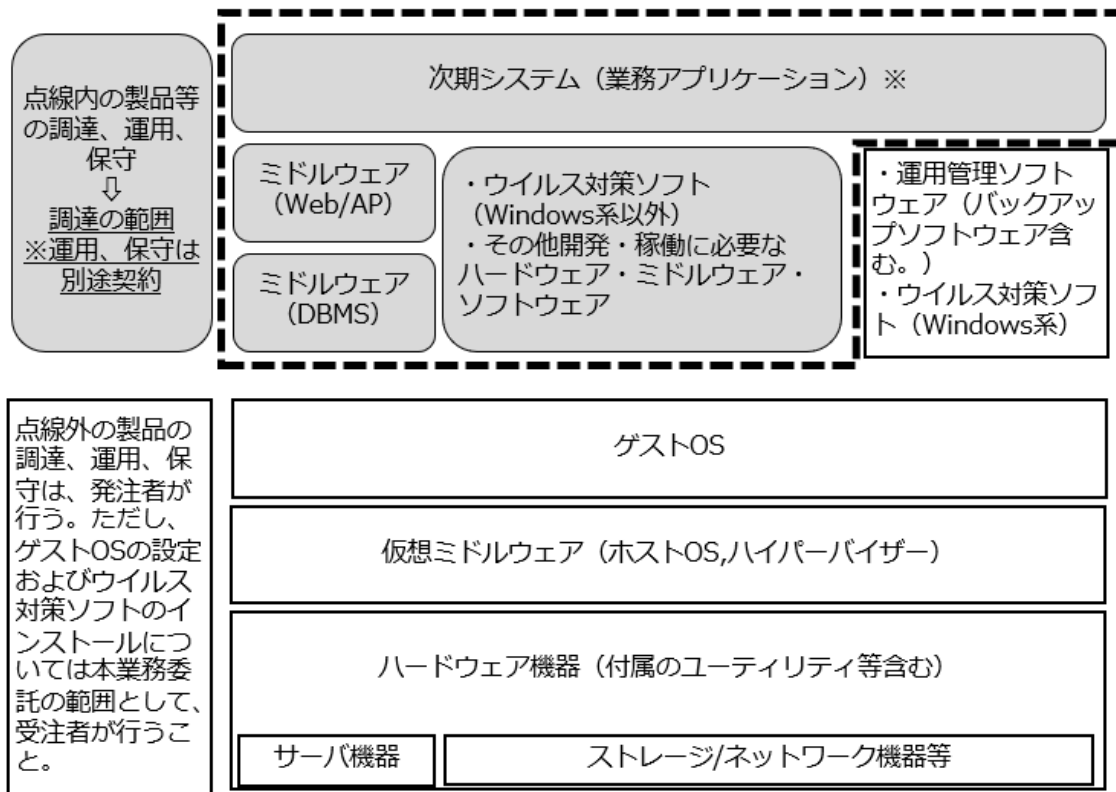 点線内の製品等
の調達、運用、
保守
⇩
調達の範囲
※運用、保守は
別途契約
次期システム（業務アプリケーション）※
ミドルウェア
（Web/AP）
ミドルウェア
（DBMS）
・ウイルス対策ソフト
（Windows系以外）
・その他開発・稼働に必要な
ハードウェア・ミドルウェア・
ソフトウェア
・運用管理ソフト
ウェア（バックアッ
プソフトウェア含
む。）
・ウイルス対策ソフ
ト（Windows系）
点線外の製品の
調達、運用、保
守は、発注者が
行う。ただし、
ゲストOSの設定
およびウイルス
対策ソフトのイ
ンストールにつ
いては本業務委
託の範囲として、
受注者が行うこ
と。
ゲストOS
仮想ミドルウェア（ホストOS,ハイパーバイザー）
ハードウェア機器（付属のユーティリティ等含む）
サーバ機器
ストレージ/ネットワーク機器等